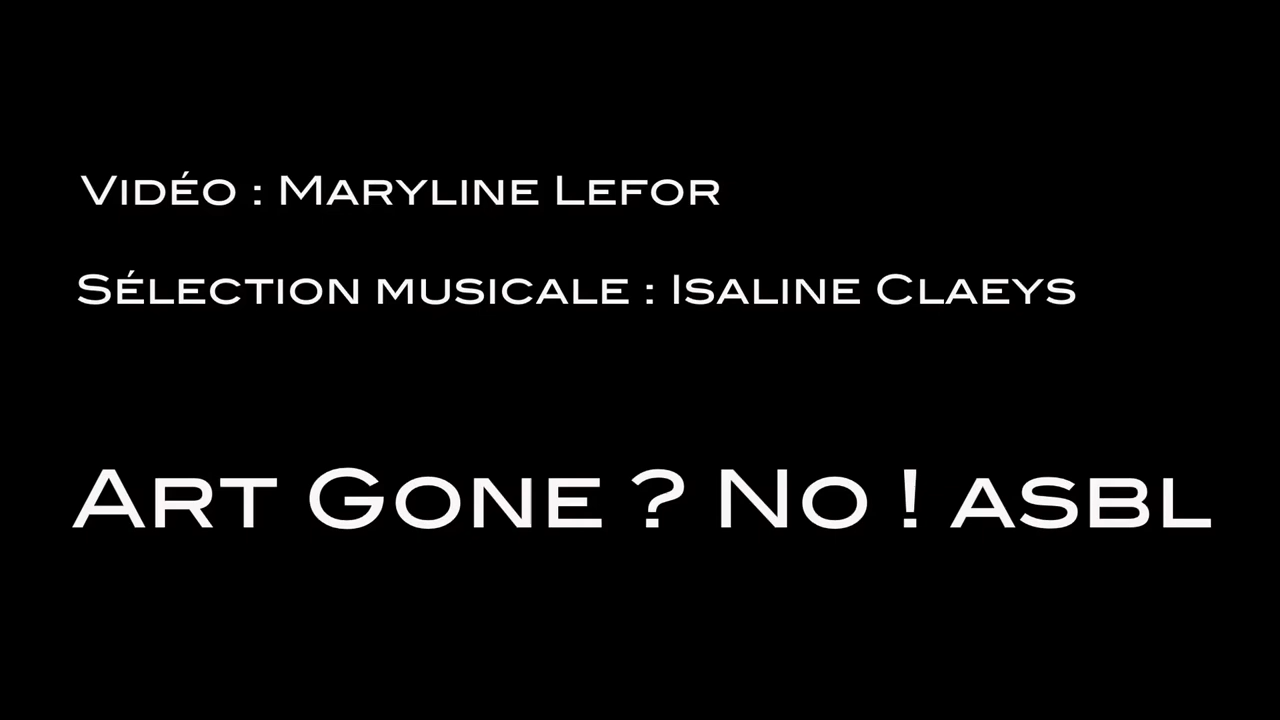 Vidéo : Maryline Lefor
Sélection musicale : Isaline Claeys
Art Gone ? No ! asbl